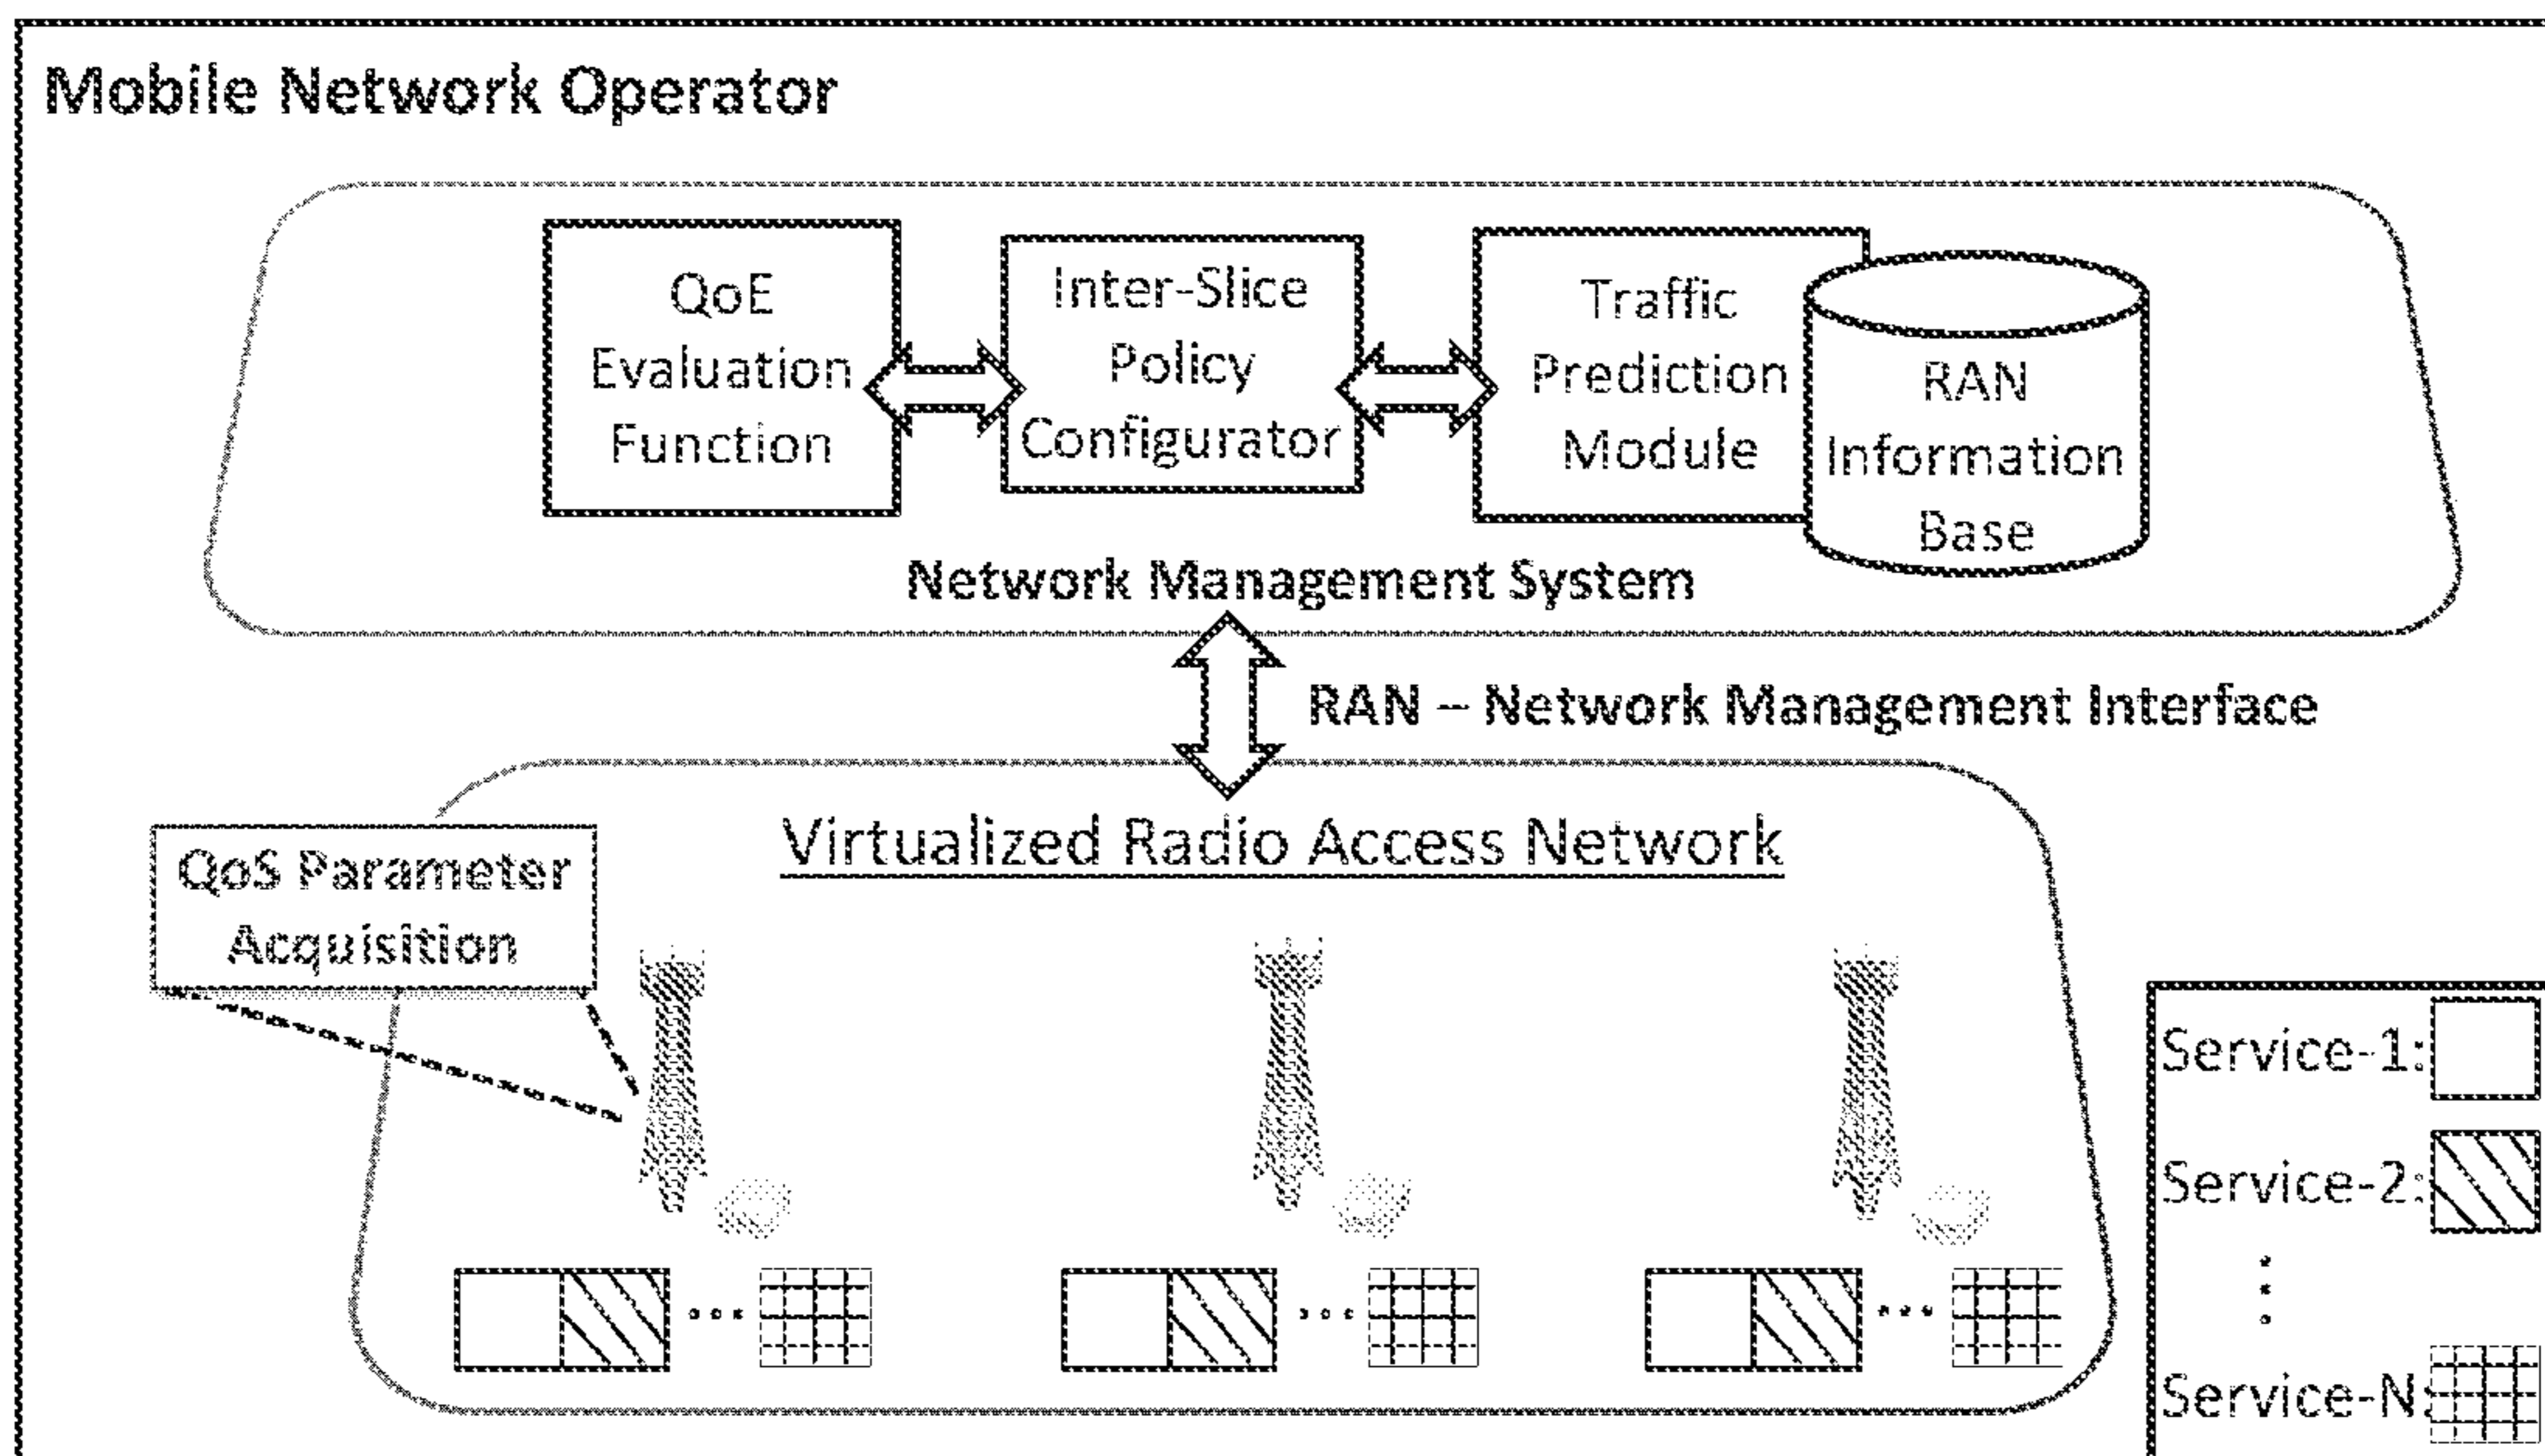 Mobile Network Operator
QoE
Evaluation
Function
Inter-Slice
Policy
Configurator
Traffic
Prediction
Module
RAN
Information
Base
Network Management System
RAN – Network Management Interface
Virtualized Radio Access Network
QoS Parameter
Acquisition
Service-1:
Service-2:
Service-N: